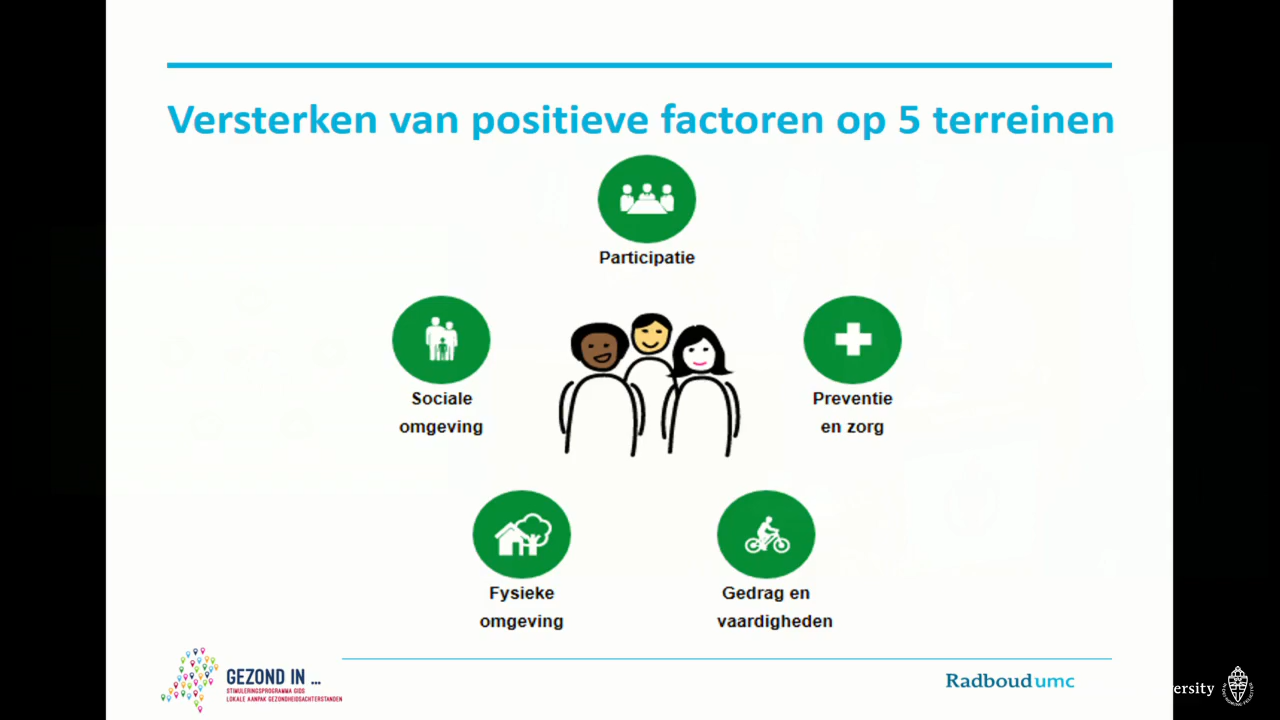 Versterken van positieve factoren op 5 terreinen
Participatie
Sociale
omgeving
Preventie
en zorg
Fysieke
omgeving
Gedrag en
vaardigheden
GEZOND IN ...
STIMULERINGSPROGRAMMA GIDS
LOKALE AANPAK GEZONDHEIDSACHTERSTANDEN
Radboudumc
ersity